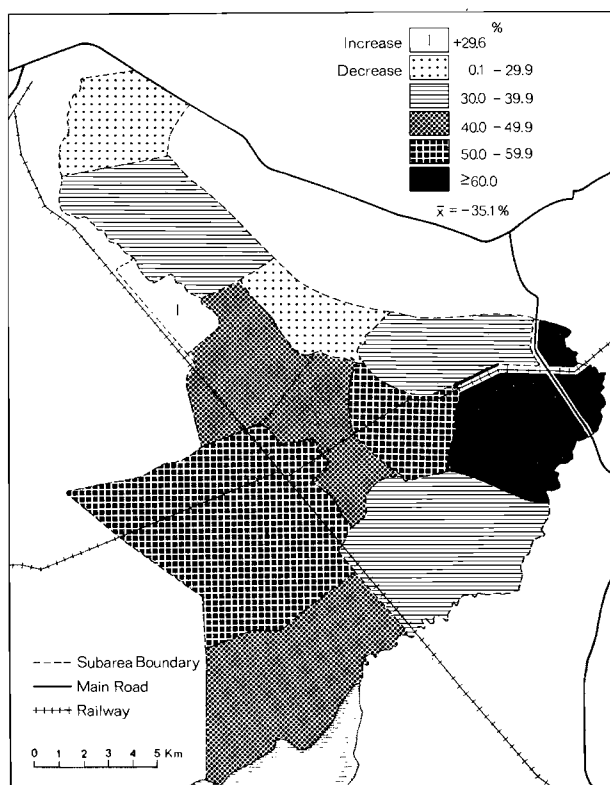 %
Increase I +29.6
Decrease 0.1 – 29.9
30.0 – 39.9
40.0 – 49.9
50.0 – 59.9
≥60.0
x̄ = −35.1 %
I
Subarea Boundary
Main Road
Railway
0 1 2 3 4 5 Km